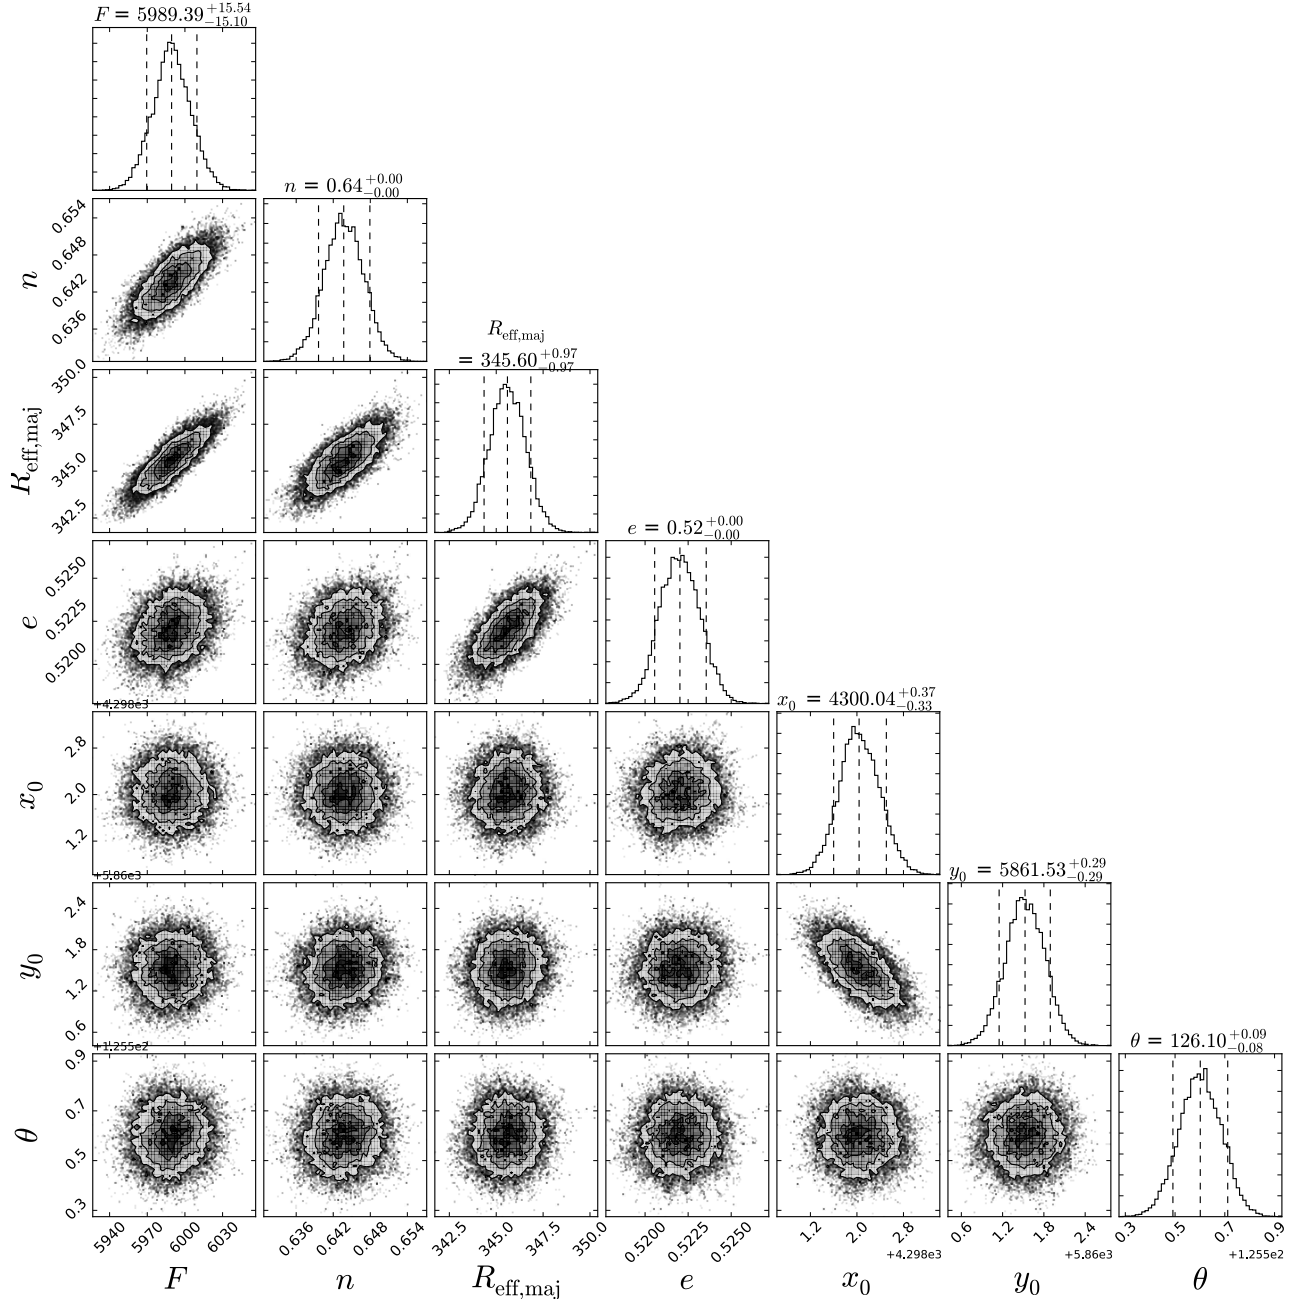 F = 5989.39 +15.54 −15.10
n = 0.64 +0.00 −0.00
0.654
0.648
0.642
0.636
n
R_eff,maj
= 345.60 +0.97 −0.97
350.0
347.5
345.0
342.5
R_eff,maj
e = 0.52 +0.00 −0.00
0.5250
0.5225
0.5200
e
x_0 = 4300.04 +0.37 −0.33
+4.298e3
2.8
2.0
1.2
x_0
y_0 = 5861.53 +0.29 −0.29
+5.86e3
2.4
1.8
1.2
0.6
y_0
θ = 126.10 +0.09 −0.08
+1.255e2
0.9
0.7
0.5
0.3
θ
5940 5970 6000 6030 0.636 0.642 0.648 0.654 342.5 345.0 347.5 350.0 0.5200 0.5225 0.5250 1.2 2.0 2.8 0.6 1.2 1.8 2.4 0.3 0.5 0.7 0.9
+4.298e3 +5.86e3 +1.255e2
F n R_eff,maj e x_0 y_0 θ